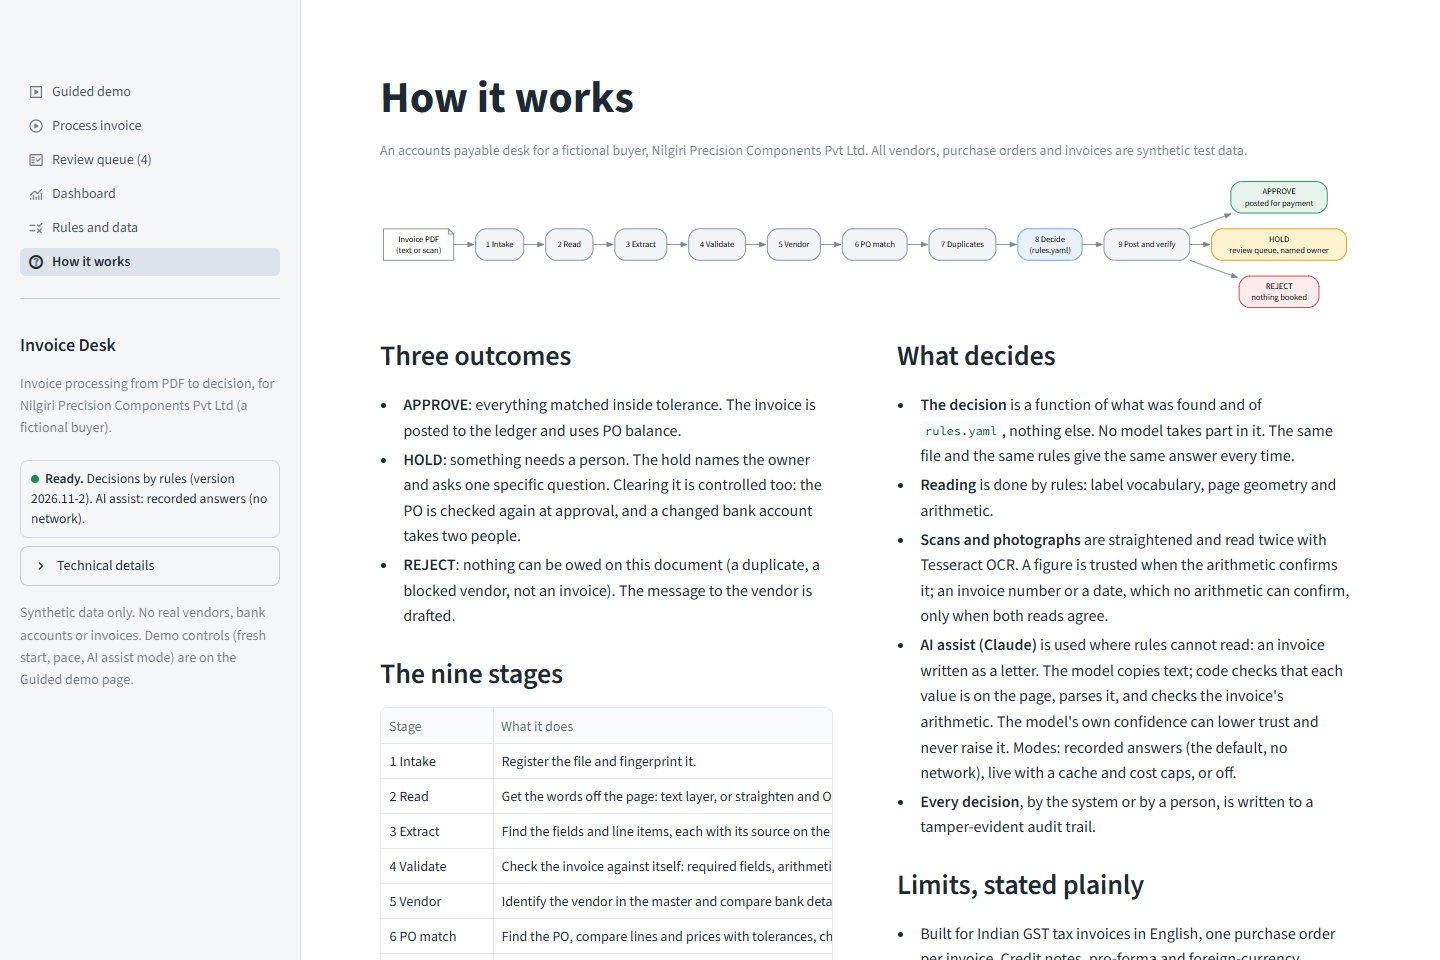 Guided demo
Process invoice
Review queue (4)
Dashboard
Rules and data
How it works
Invoice Desk
Invoice processing from PDF to decision, for
Nilgiri Precision Components Pvt Ltd (a
fictional buyer).
Ready. Decisions by rules (version
2026.11-2). AI assist: recorded answers (no
network).
Technical details
Synthetic data only. No real vendors, bank
accounts or invoices. Demo controls (fresh
start, pace, AI assist mode) are on the
Guided demo page.
How it works
An accounts payable desk for a fictional buyer, Nilgiri Precision Components Pvt Ltd. All vendors, purchase orders and invoices are synthetic test data.
Invoice PDF
(text or scan)
1 Intake
2 Read
3 Extract
4 Validate
5 Vendor
6 PO match
7 Duplicates
8 Decide
(rules.yaml)
9 Post and verify
APPROVE
posted for payment
HOLD
review queue, named owner
REJECT
nothing booked
Three outcomes
• APPROVE: everything matched inside tolerance. The invoice is
posted to the ledger and uses PO balance.
• HOLD: something needs a person. The hold names the owner
and asks one specific question. Clearing it is controlled too: the
PO is checked again at approval, and a changed bank account
takes two people.
• REJECT: nothing can be owed on this document (a duplicate, a
blocked vendor, not an invoice). The message to the vendor is
drafted.
The nine stages
Stage What it does
1 Intake Register the file and fingerprint it.
2 Read Get the words off the page: text layer, or straighten and O
3 Extract Find the fields and line items, each with its source on the
4 Validate Check the invoice against itself: required fields, arithmeti
5 Vendor Identify the vendor in the master and compare bank deta
6 PO match Find the PO, compare lines and prices with tolerances, ch
What decides
• The decision is a function of what was found and of
rules.yaml , nothing else. No model takes part in it. The same
file and the same rules give the same answer every time.
• Reading is done by rules: label vocabulary, page geometry and
arithmetic.
• Scans and photographs are straightened and read twice with
Tesseract OCR. A figure is trusted when the arithmetic confirms
it; an invoice number or a date, which no arithmetic can confirm,
only when both reads agree.
• AI assist (Claude) is used where rules cannot read: an invoice
written as a letter. The model copies text; code checks that each
value is on the page, parses it, and checks the invoice's
arithmetic. The model's own confidence can lower trust and
never raise it. Modes: recorded answers (the default, no
network), live with a cache and cost caps, or off.
• Every decision, by the system or by a person, is written to a
tamper-evident audit trail.
Limits, stated plainly
• Built for Indian GST tax invoices in English, one purchase order
per invoice. Credit notes, pro-forma and foreign-currency